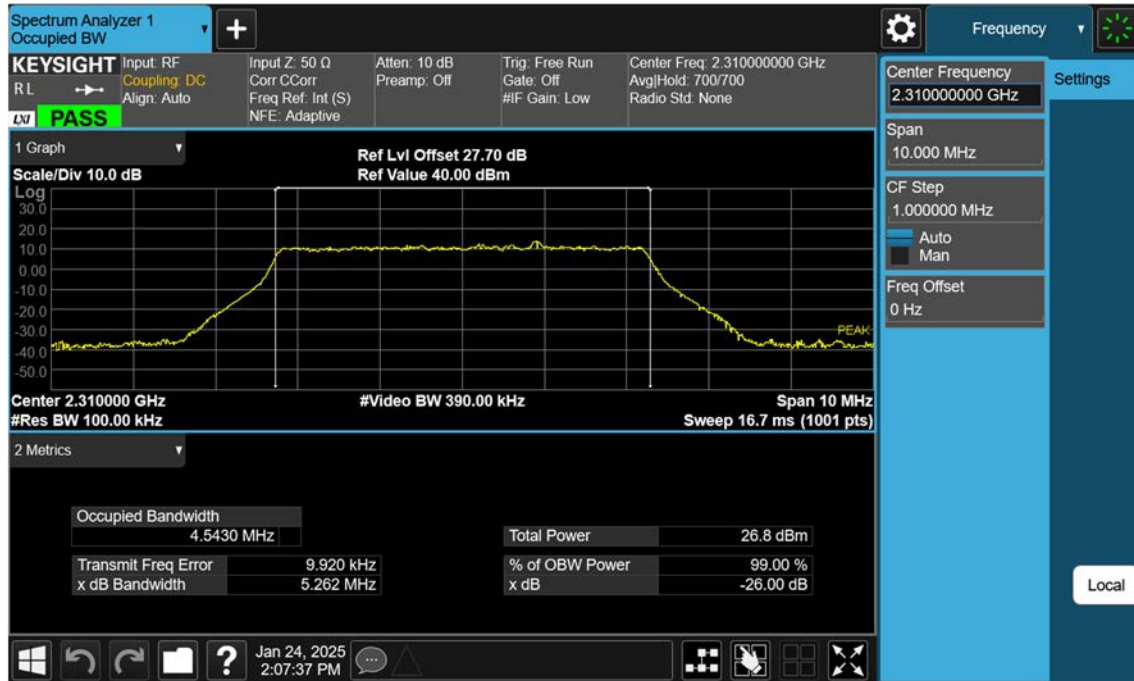 Spectrum Analyzer 1
Occupied BW
+
Frequency
KEYSIGHT
RL
LXI
PASS
Input: RF
Coupling: DC
Align: Auto
Input Z: 50 Ω
Corr CCorr
Freq Ref: Int (S)
NFE: Adaptive
Atten: 10 dB
Preamp: Off
Trig: Free Run
Gate: Off
#IF Gain: Low
Center Freq: 2.310000000 GHz
Avg|Hold: 700/700
Radio Std: None
Center Frequency
2.310000000 GHz
Settings
Span
10.000 MHz
CF Step
1.000000 MHz
Auto
Man
Freq Offset
0 Hz
1 Graph
Scale/Div 10.0 dB
Ref Lvl Offset 27.70 dB
Ref Value 40.00 dBm
Log
30.0
20.0
10.0
0.00
-10.0
-20.0
-30.0
-40.0
-50.0
PEAK
Center 2.310000 GHz
#Video BW 390.00 kHz
Span 10 MHz
#Res BW 100.00 kHz
Sweep 16.7 ms (1001 pts)
2 Metrics
Occupied Bandwidth
4.5430 MHz
Total Power 26.8 dBm
Transmit Freq Error 9.920 kHz
% of OBW Power 99.00 %
x dB Bandwidth 5.262 MHz
x dB -26.00 dB
Local
?
Jan 24, 2025
2:07:37 PM